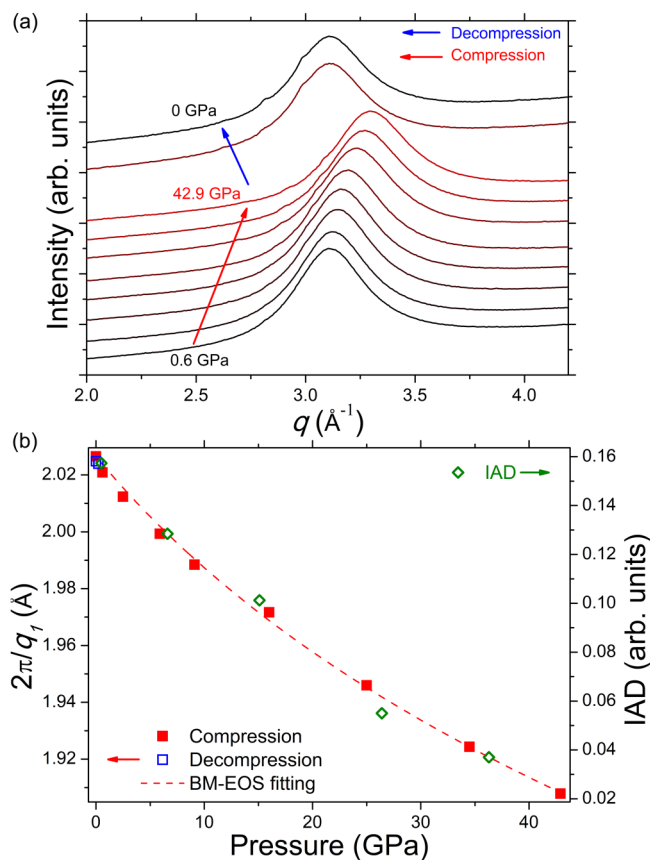 (a)
Decompression
Compression
0 GPa
42.9 GPa
0.6 GPa
Intensity (arb. units)
2.0 2.5 3.0 3.5 4.0
q (Å⁻¹)
(b)
IAD
2.02
2.00
1.98
1.96
1.94
1.92
2π/q₁ (Å)
0.16
0.14
0.12
0.10
0.08
0.06
0.04
0.02
IAD (arb. units)
Compression
Decompression
BM-EOS fitting
0 10 20 30 40
Pressure (GPa)